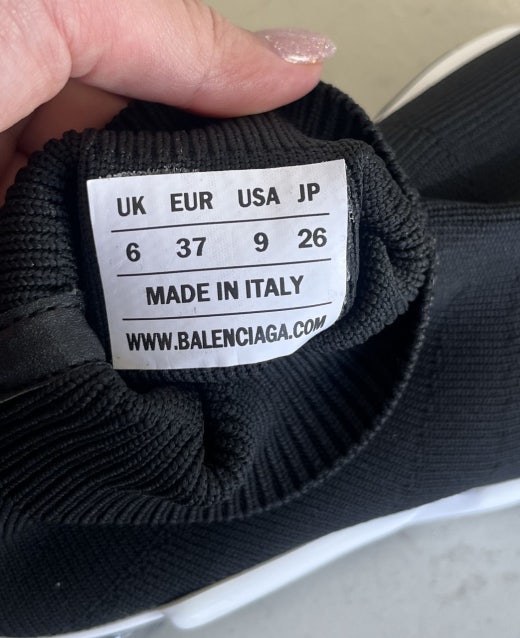 UK EUR USA JP
6 37 9 26
MADE IN ITALY
WWW.BALENCIAGA.COM